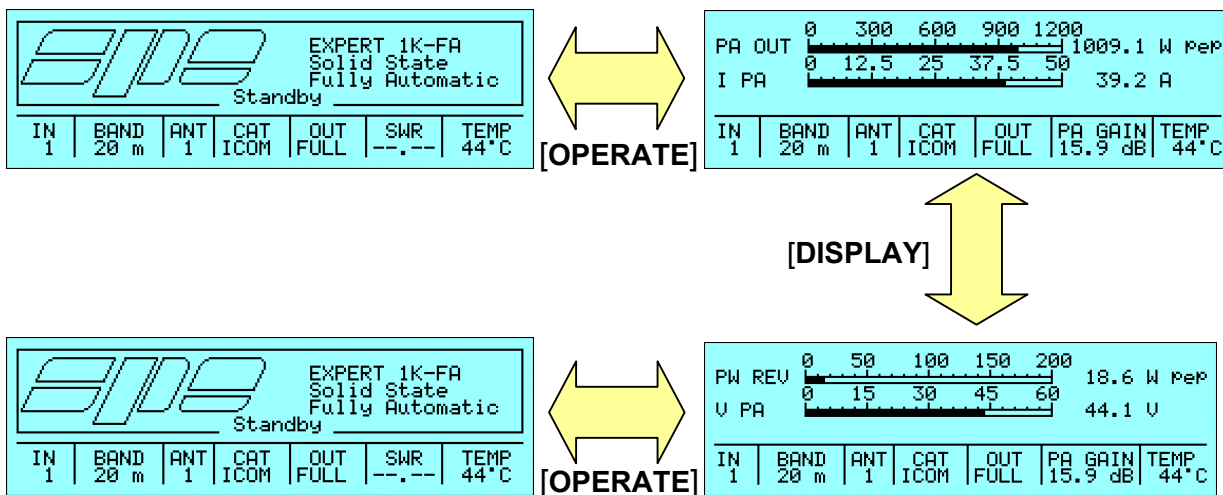 EXPERT 1K-FA
Solid State
Fully Automatic
Standby
IN BAND ANT CAT OUT SWR TEMP
1 20 m 1 ICOM FULL --.-- 44°C
[OPERATE]
0 300 600 900 1200
PA OUT 1009.1 W pep
0 12.5 25 37.5 50
I PA 39.2 A
IN BAND ANT CAT OUT PA GAIN TEMP
1 20 m 1 ICOM FULL 15.9 dB 44°C
[DISPLAY]
EXPERT 1K-FA
Solid State
Fully Automatic
Standby
IN BAND ANT CAT OUT SWR TEMP
1 20 m 1 ICOM FULL --.-- 44°C
[OPERATE]
0 50 100 150 200
PW REV 18.6 W pep
0 15 30 45 60
V PA 44.1 V
IN BAND ANT CAT OUT PA GAIN TEMP
1 20 m 1 ICOM FULL 15.9 dB 44°C